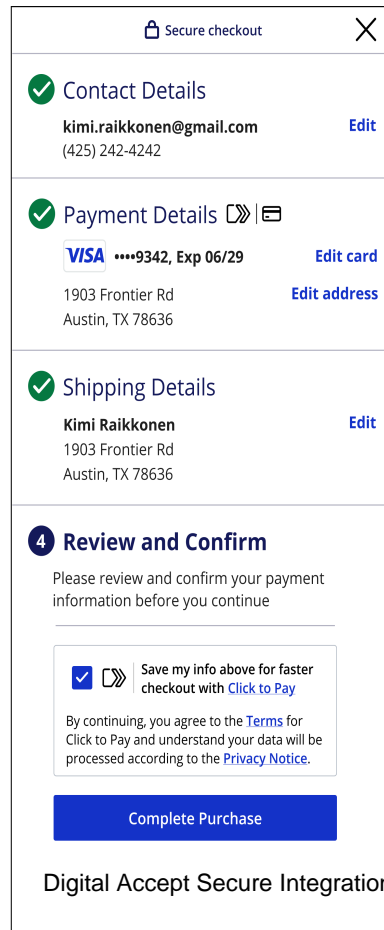 Secure checkout
Contact Details
kimi.raikkonen@gmail.com Edit
(425) 242-4242
Payment Details
VISA ••••9342, Exp 06/29 Edit card
1903 Frontier Rd Edit address
Austin, TX 78636
Shipping Details
Kimi Raikkonen Edit
1903 Frontier Rd
Austin, TX 78636
4 Review and Confirm
Please review and confirm your payment
information before you continue
Save my info above for faster
checkout with Click to Pay
By continuing, you agree to the Terms for
Click to Pay and understand your data will be
processed according to the Privacy Notice.
Complete Purchase
Digital Accept Secure Integration